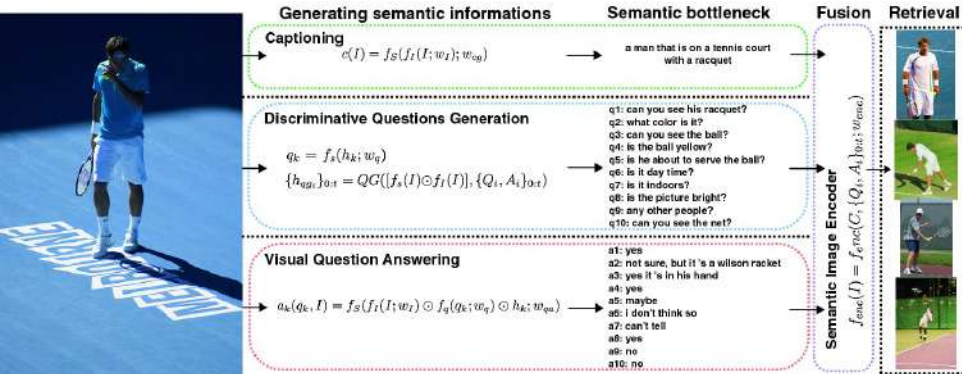 Generating semantic informations
Semantic bottleneck
Fusion
Retrieval
Captioning
c(I) = f_S(f_I(I; w_I); w_cg)
a man that is on a tennis court
with a racquet
Discriminative Questions Generation
q_k = f_s(h_k; w_q)
{h_{qg_t}}_{0:t} = QG([f_s(I)⊙f_I(I)], {Q_i, A_i}_{0:t})
q1: can you see his racquet?
q2: what color is it?
q3: can you see the ball?
q4: is the ball yellow?
q5: is he about to serve the ball?
q6: is it day time?
q7: is it indoors?
q8: is the picture bright?
q9: any other people?
q10: can you see the net?
Visual Question Answering
a_k(q_k, I) = f_S(f_I(I; w_I) ⊙ f_q(q_k; w_q) ⊙ h_k; w_qa)
a1: yes
a2: not sure, but it's a wilson racket
a3: yes it's in his hand
a4: yes
a5: maybe
a6: i don't think so
a7: can't tell
a8: yes
a9: no
a10: no
Semantic Image Encoder
f_enc(I) = f_enc(C, {Q_i, A_i}_{0:t}; w_enc)